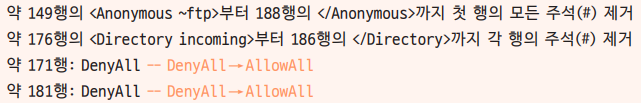 약 149행의 <Anonymous ~ftp>부터 188행의 </Anonymous>까지 첫 행의 모든 주석(#) 제거
약 176행의 <Directory incoming>부터 186행의 </Directory>까지 각 행의 주석(#) 제거
약 171행: DenyAll -- DenyAll→AllowAll
약 181행: DenyAll -- DenyAll→AllowAll